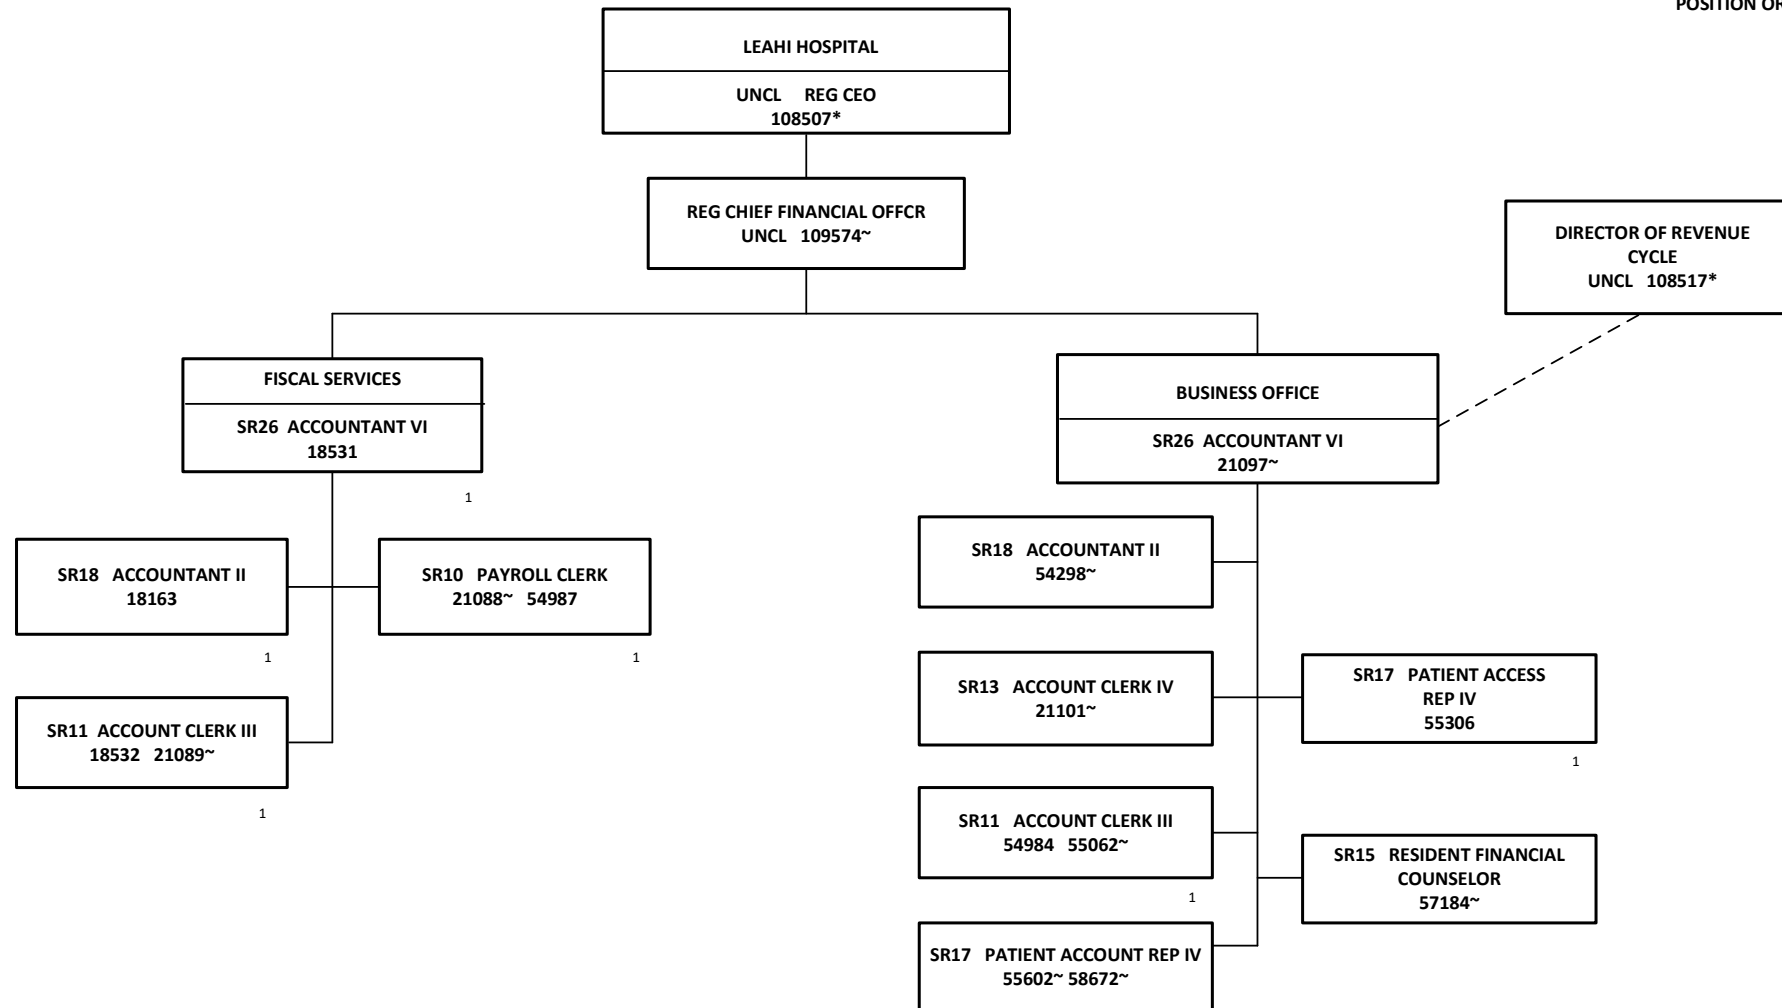 POSITION OR
LEAHI HOSPITAL
UNCL REG CEO
108507*
REG CHIEF FINANCIAL OFFCR
UNCL 109574~
DIRECTOR OF REVENUE
CYCLE
UNCL 108517*
FISCAL SERVICES
SR26 ACCOUNTANT VI
18531
1
SR18 ACCOUNTANT II
18163
1
SR10 PAYROLL CLERK
21088~ 54987
1
SR11 ACCOUNT CLERK III
18532 21089~
1
BUSINESS OFFICE
SR26 ACCOUNTANT VI
21097~
SR18 ACCOUNTANT II
54298~
SR13 ACCOUNT CLERK IV
21101~
SR17 PATIENT ACCESS
REP IV
55306
1
SR11 ACCOUNT CLERK III
54984 55062~
1
SR15 RESIDENT FINANCIAL
COUNSELOR
57184~
SR17 PATIENT ACCOUNT REP IV
55602~ 58672~